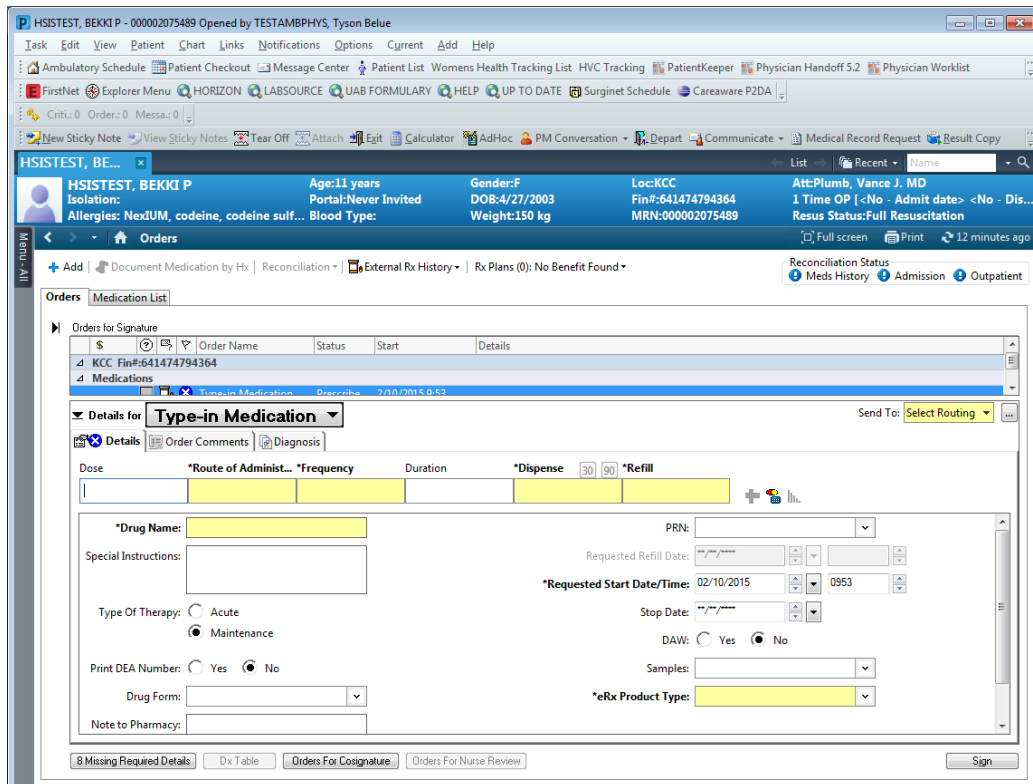 HSISTEST, BEKKI P - 000002075489 Opened by TESTAMBPHYS, Tyson Belue
Task Edit View Patient Chart Links Notifications Options Current Add Help
Ambulatory Schedule Patient Checkout Message Center Patient List Womens Health Tracking List HVC Tracking PatientKeeper Physician Handoff 5.2 Physician Worklist
FirstNet Explorer Menu HORIZON LABSOURCE UAB FORMULARY HELP UP TO DATE Surginet Schedule Careaware P2DA
Criti.: 0 Order.: 0 Messa.: 0
New Sticky Note View Sticky Notes Tear Off Attach Exit Calculator AdHoc PM Conversation Depart Communicate Medical Record Request Result Copy
HSISTEST, BE... List Recent Name
HSISTEST, BEKKI P Age:11 years Gender:F Loc:KCC Att:Plumb, Vance J. MD
Isolation: Portal:Never Invited DOB:4/27/2003 Fin#:641474794364 1 Time OP [<No - Admit date> <No - Dis...
Allergies: NexIUM, codeine, codeine sulf... Blood Type: Weight:150 kg MRN:000002075489 Resus Status:Full Resuscitation
Menu - All
Orders Full screen Print 12 minutes ago
Add Document Medication by Hx Reconciliation External Rx History Rx Plans (0): No Benefit Found
Reconciliation Status
Meds History Admission Outpatient
Orders Medication List
Orders for Signature
$ Order Name Status Start Details
KCC Fin#:641474794364
Medications
Type-in Medication Prescribe 2/10/2015 9:53
Details for Type-in Medication Send To: Select Routing ...
Details Order Comments Diagnosis
Dose *Route of Administ... *Frequency Duration *Dispense 30 90 *Refill
*Drug Name: PRN:
Special Instructions: Requested Refill Date: **/**/****
*Requested Start Date/Time: 02/10/2015 0953
Type Of Therapy: Acute Stop Date: **/**/****
Maintenance DAW: Yes No
Print DEA Number: Yes No Samples:
Drug Form: *eRx Product Type:
Note to Pharmacy:
8 Missing Required Details Dx Table Orders For Cosignature Orders For Nurse Review Sign